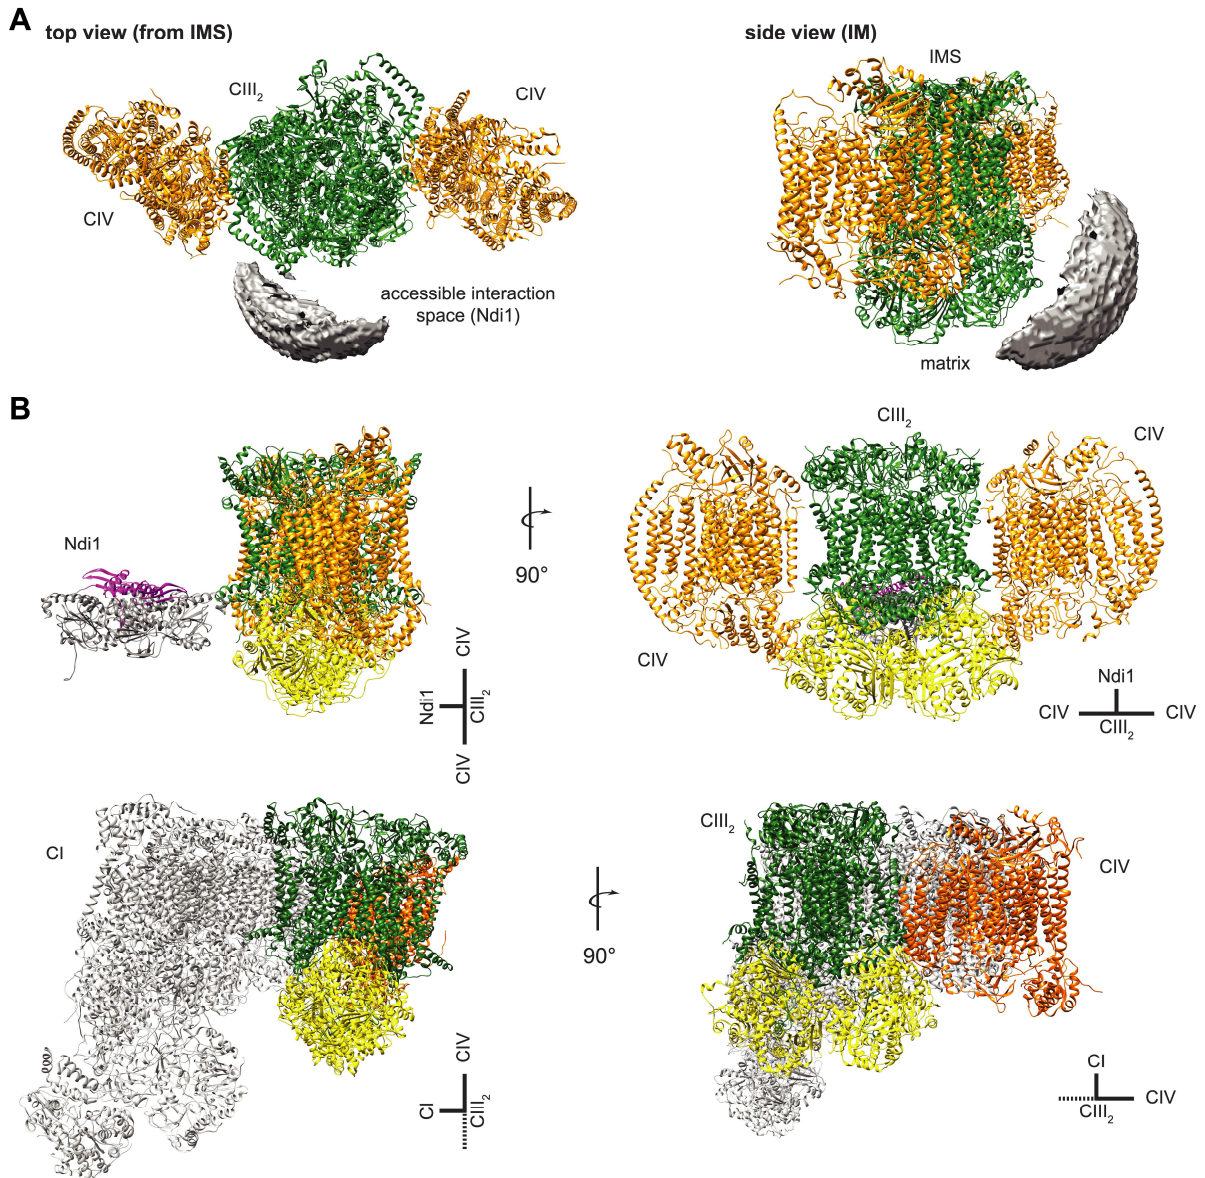 A
top view (from IMS)
side view (IM)
CIII2
CIV
CIV
accessible interaction
space (Ndi1)
IMS
matrix
B
Ndi1
90°
CIV
Ndi1
CIII2
CIV
CIII2
CIV
CIV
Ndi1
CIV
CIV
CIII2
CI
90°
CIV
CI
CIII2
CIII2
CIV
CI
CIV
CIII2